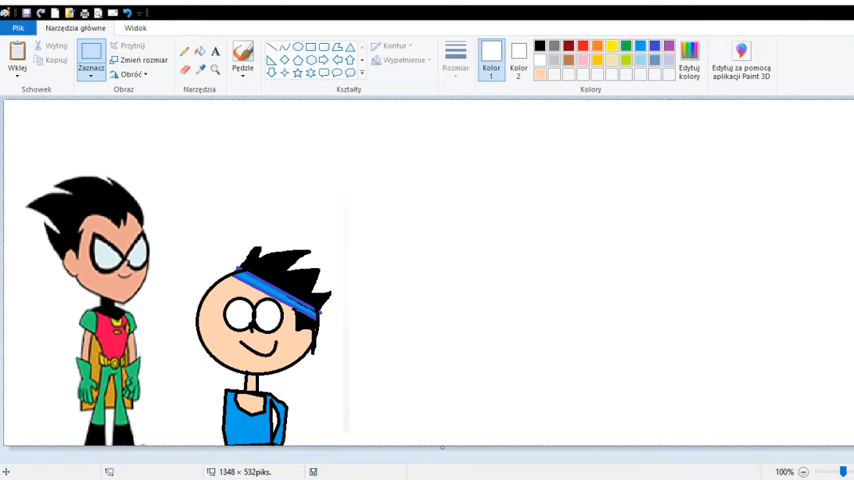 Plik Narzędzia główne Widok
Wklej
Wytnij
Kopiuj
Schowek
Zaznacz
Przytnij
Zmień rozmiar
Obróć
Obraz
A
Narzędzia
Pędzle
Kontur
Wypełnienie
Kształty
Rozmiar
Kolor 1
Kolor 2
Kolory
Edytuj kolory
Edytuj za pomocą aplikacji Paint 3D
1348 × 532piks.
100%